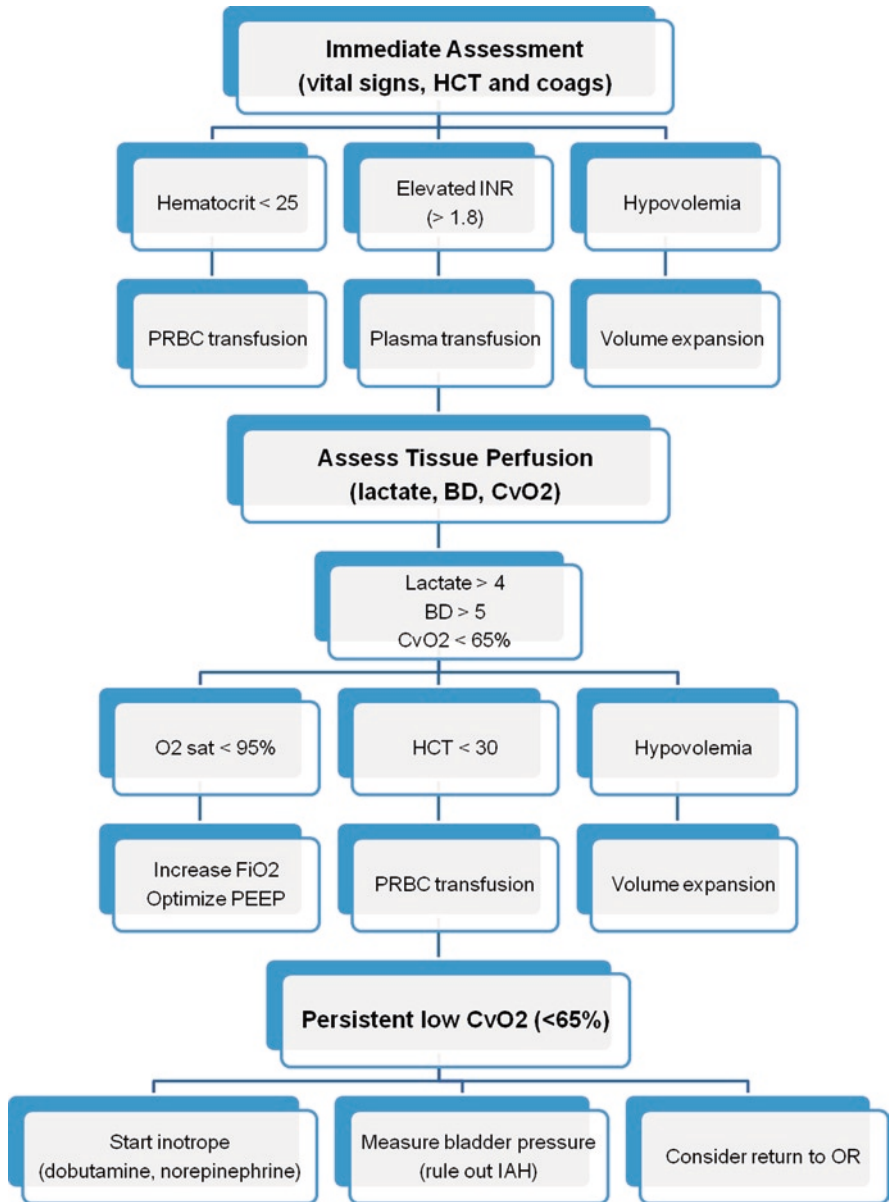 Immediate Assessment
(vital signs, HCT and coags)
Hematocrit < 25
Elevated INR
(> 1.8)
Hypovolemia
PRBC transfusion
Plasma transfusion
Volume expansion
Assess Tissue Perfusion
(lactate, BD, CvO2)
Lactate > 4
BD > 5
CvO2 < 65%
O2 sat < 95%
HCT < 30
Hypovolemia
Increase FiO2
Optimize PEEP
PRBC transfusion
Volume expansion
Persistent low CvO2 (<65%)
Start inotrope
(dobutamine, norepinephrine)
Measure bladder pressure
(rule out IAH)
Consider return to OR